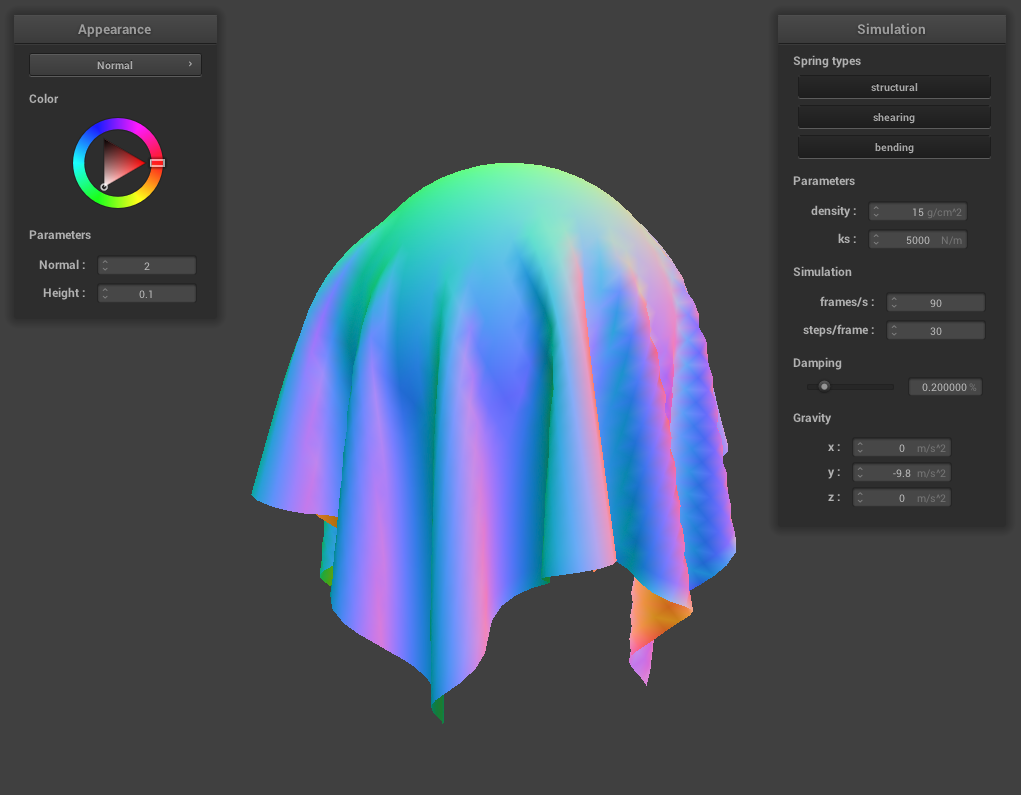 Appearance
Normal
Color
Parameters
Normal : 2
Height : 0.1
Simulation
Spring types
structural
shearing
bending
Parameters
density : 15 g/cm^2
ks : 5000 N/m
Simulation
frames/s : 90
steps/frame : 30
Damping
0.200000 %
Gravity
x : 0 m/s^2
y : -9.8 m/s^2
z : 0 m/s^2